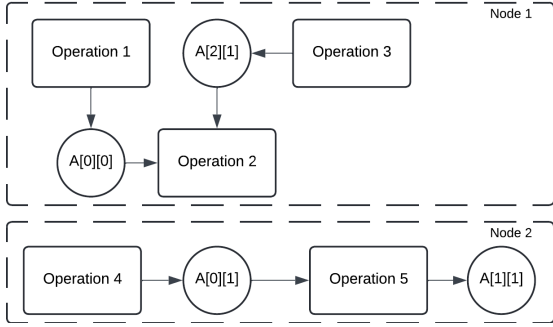 Node 1
Operation 1
A[2][1]
Operation 3
A[0][0]
Operation 2
Node 2
Operation 4
A[0][1]
Operation 5
A[1][1]